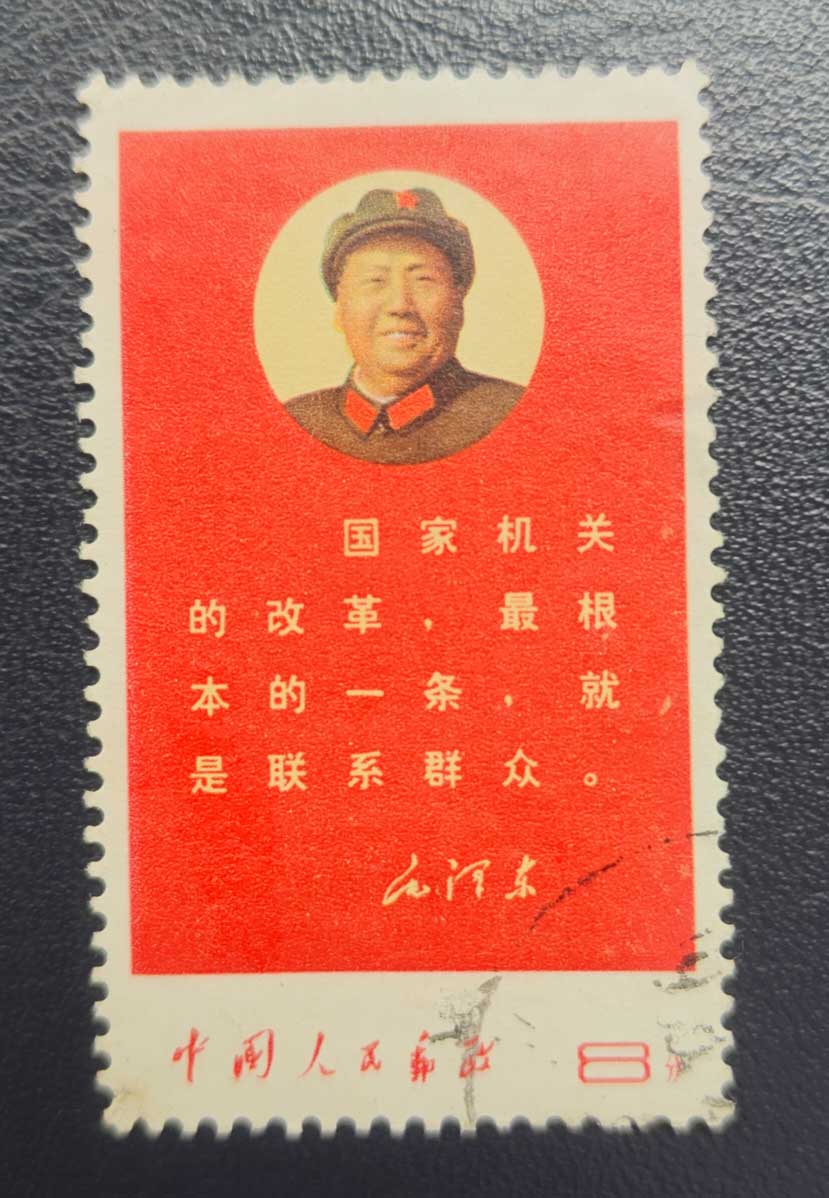 国家机关
的改革，最根
本的一条，就
是联系群众。
毛泽东
中国人民邮政 8分